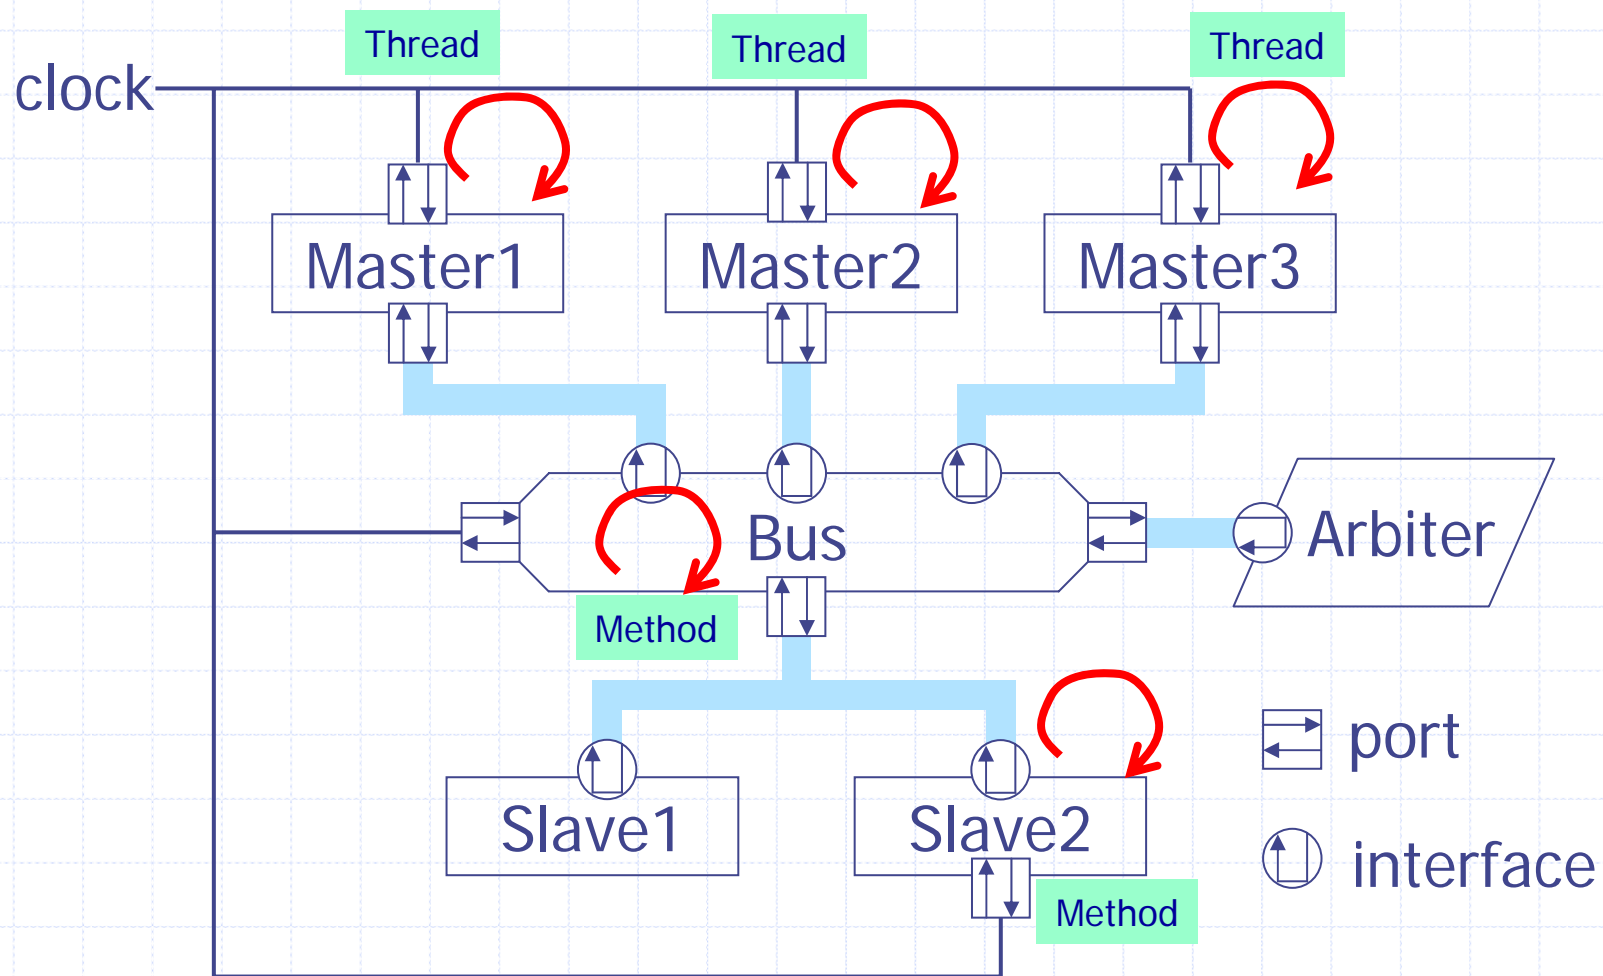 Thread
Thread
Thread
clock
Master1
Master2
Master3
Bus
Arbiter
Method
port
Slave1
Slave2
interface
Method